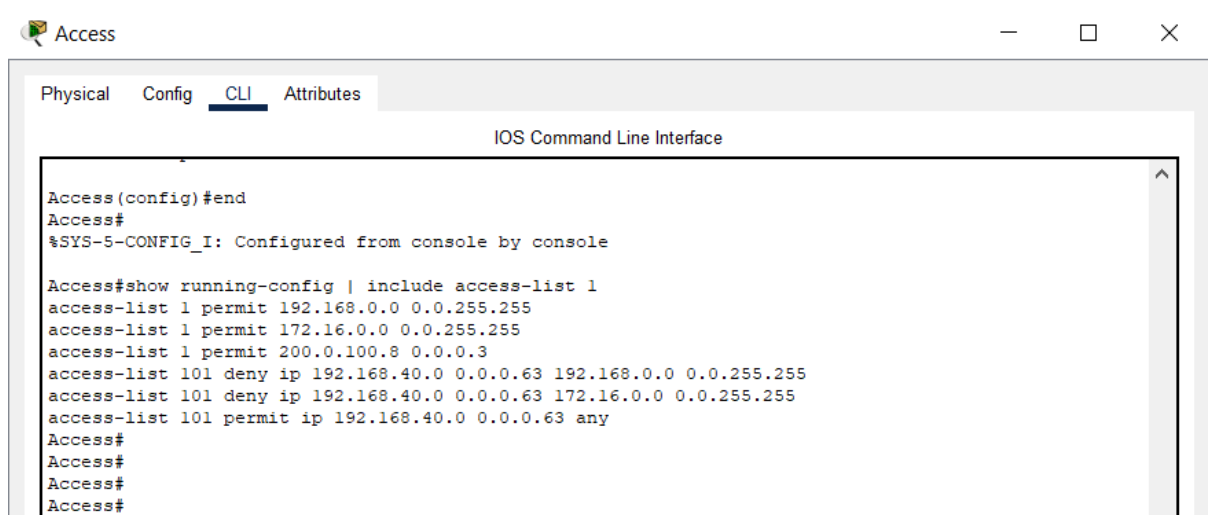 Access
Physical Config CLI Attributes
IOS Command Line Interface
Access(config)#end
Access#
%SYS-5-CONFIG_I: Configured from console by console
Access#show running-config | include access-list 1
access-list 1 permit 192.168.0.0 0.0.255.255
access-list 1 permit 172.16.0.0 0.0.255.255
access-list 1 permit 200.0.100.8 0.0.0.3
access-list 101 deny ip 192.168.40.0 0.0.0.63 192.168.0.0 0.0.255.255
access-list 101 deny ip 192.168.40.0 0.0.0.63 172.16.0.0 0.0.255.255
access-list 101 permit ip 192.168.40.0 0.0.0.63 any
Access#
Access#
Access#
Access#